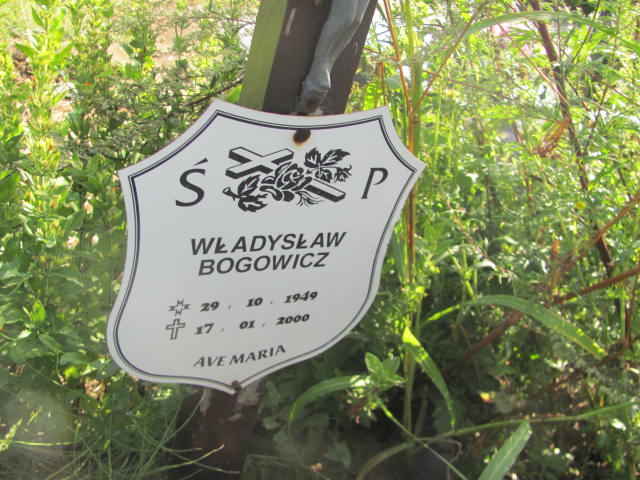 Ś P
WŁADYSŁAW
BOGOWICZ
29 . 10 . 1949
17 . 01 . 2000
AVE MARIA